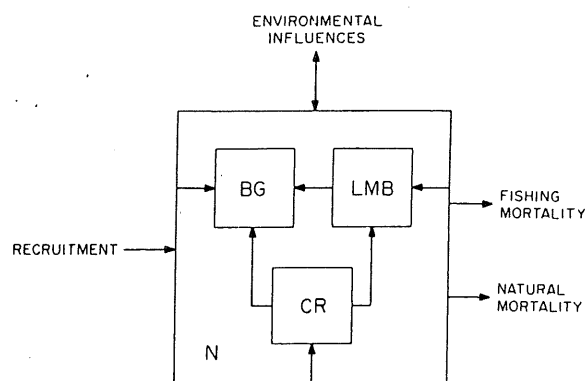 ENVIRONMENTAL
INFLUENCES
BG
LMB
FISHING
MORTALITY
RECRUITMENT
NATURAL
MORTALITY
CR
N